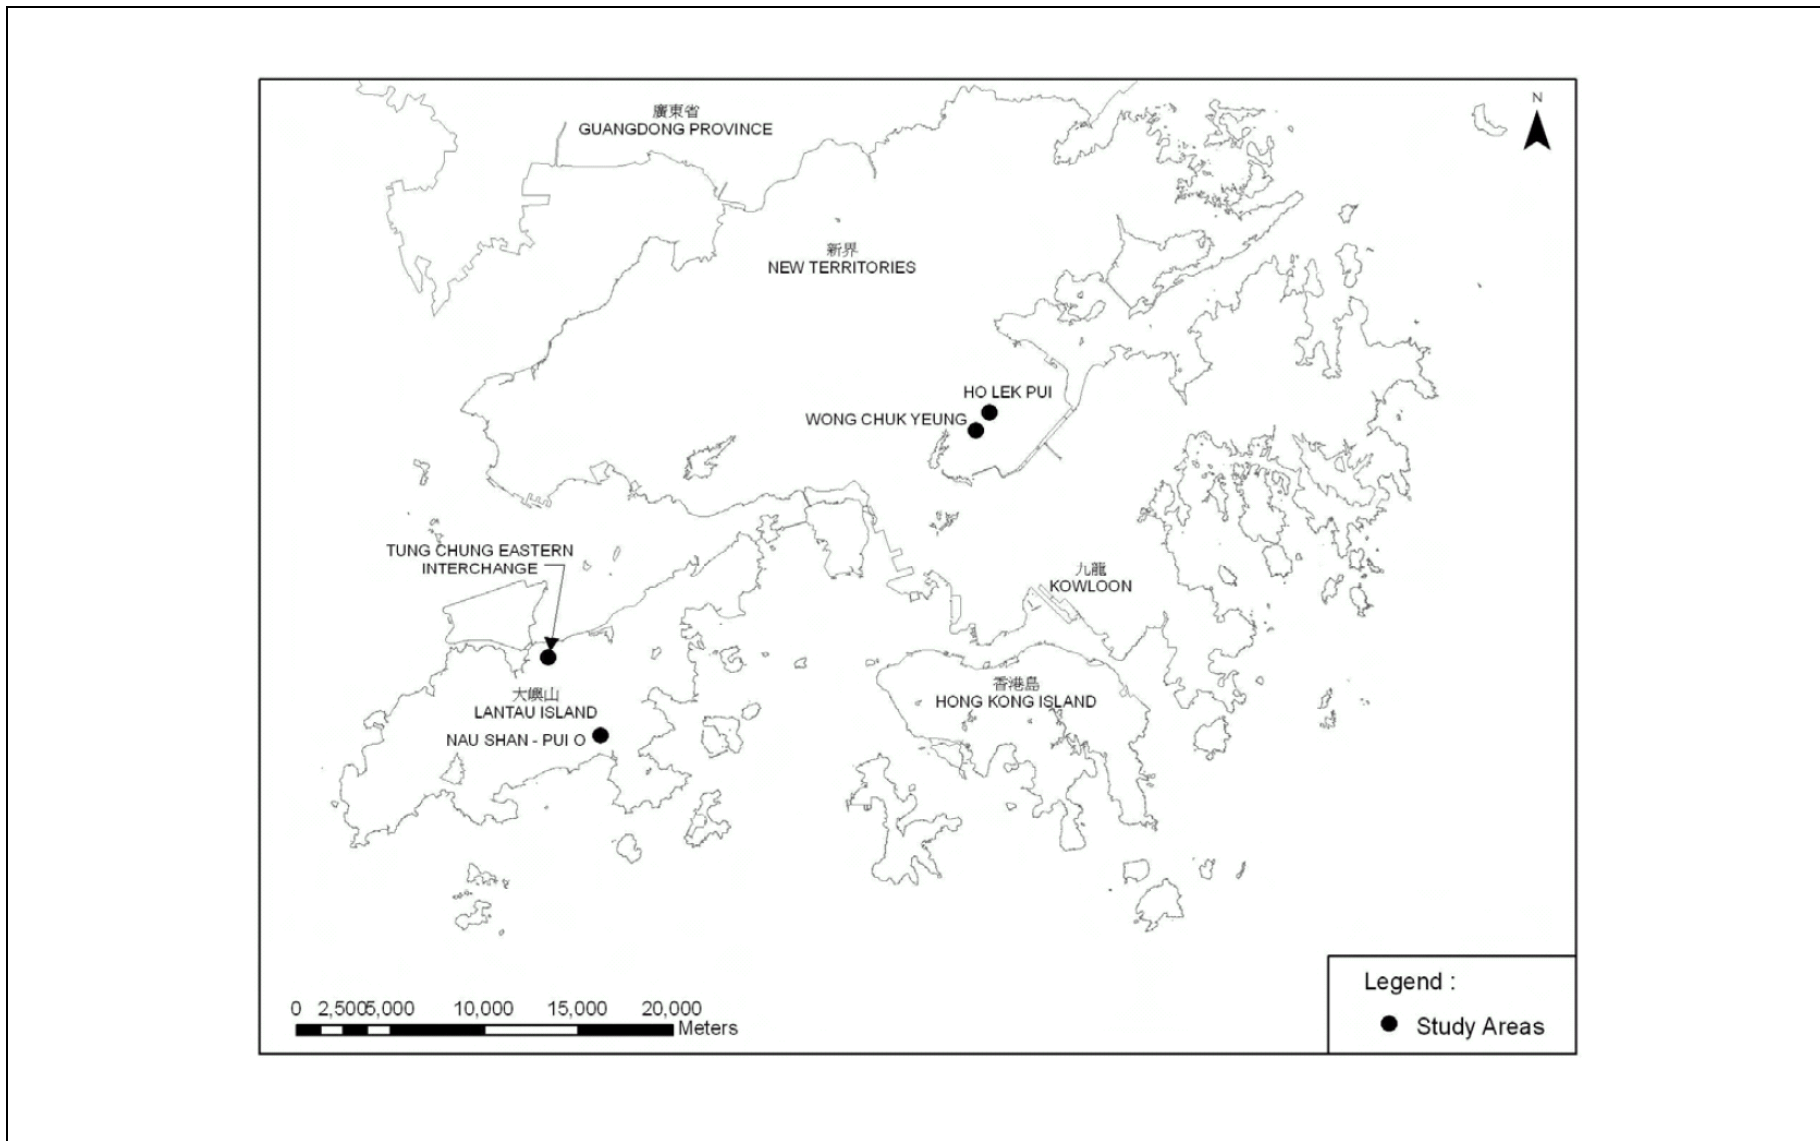 廣東省
GUANGDONG PROVINCE
N
新界
NEW TERRITORIES
HO LEK PUI
WONG CHUK YEUNG
TUNG CHUNG EASTERN
INTERCHANGE
九龍
KOWLOON
大嶼山
LANTAU ISLAND
NAU SHAN - PUI O
香港島
HONG KONG ISLAND
0 2,500 5,000 10,000 15,000 20,000
Meters
Legend :
Study Areas